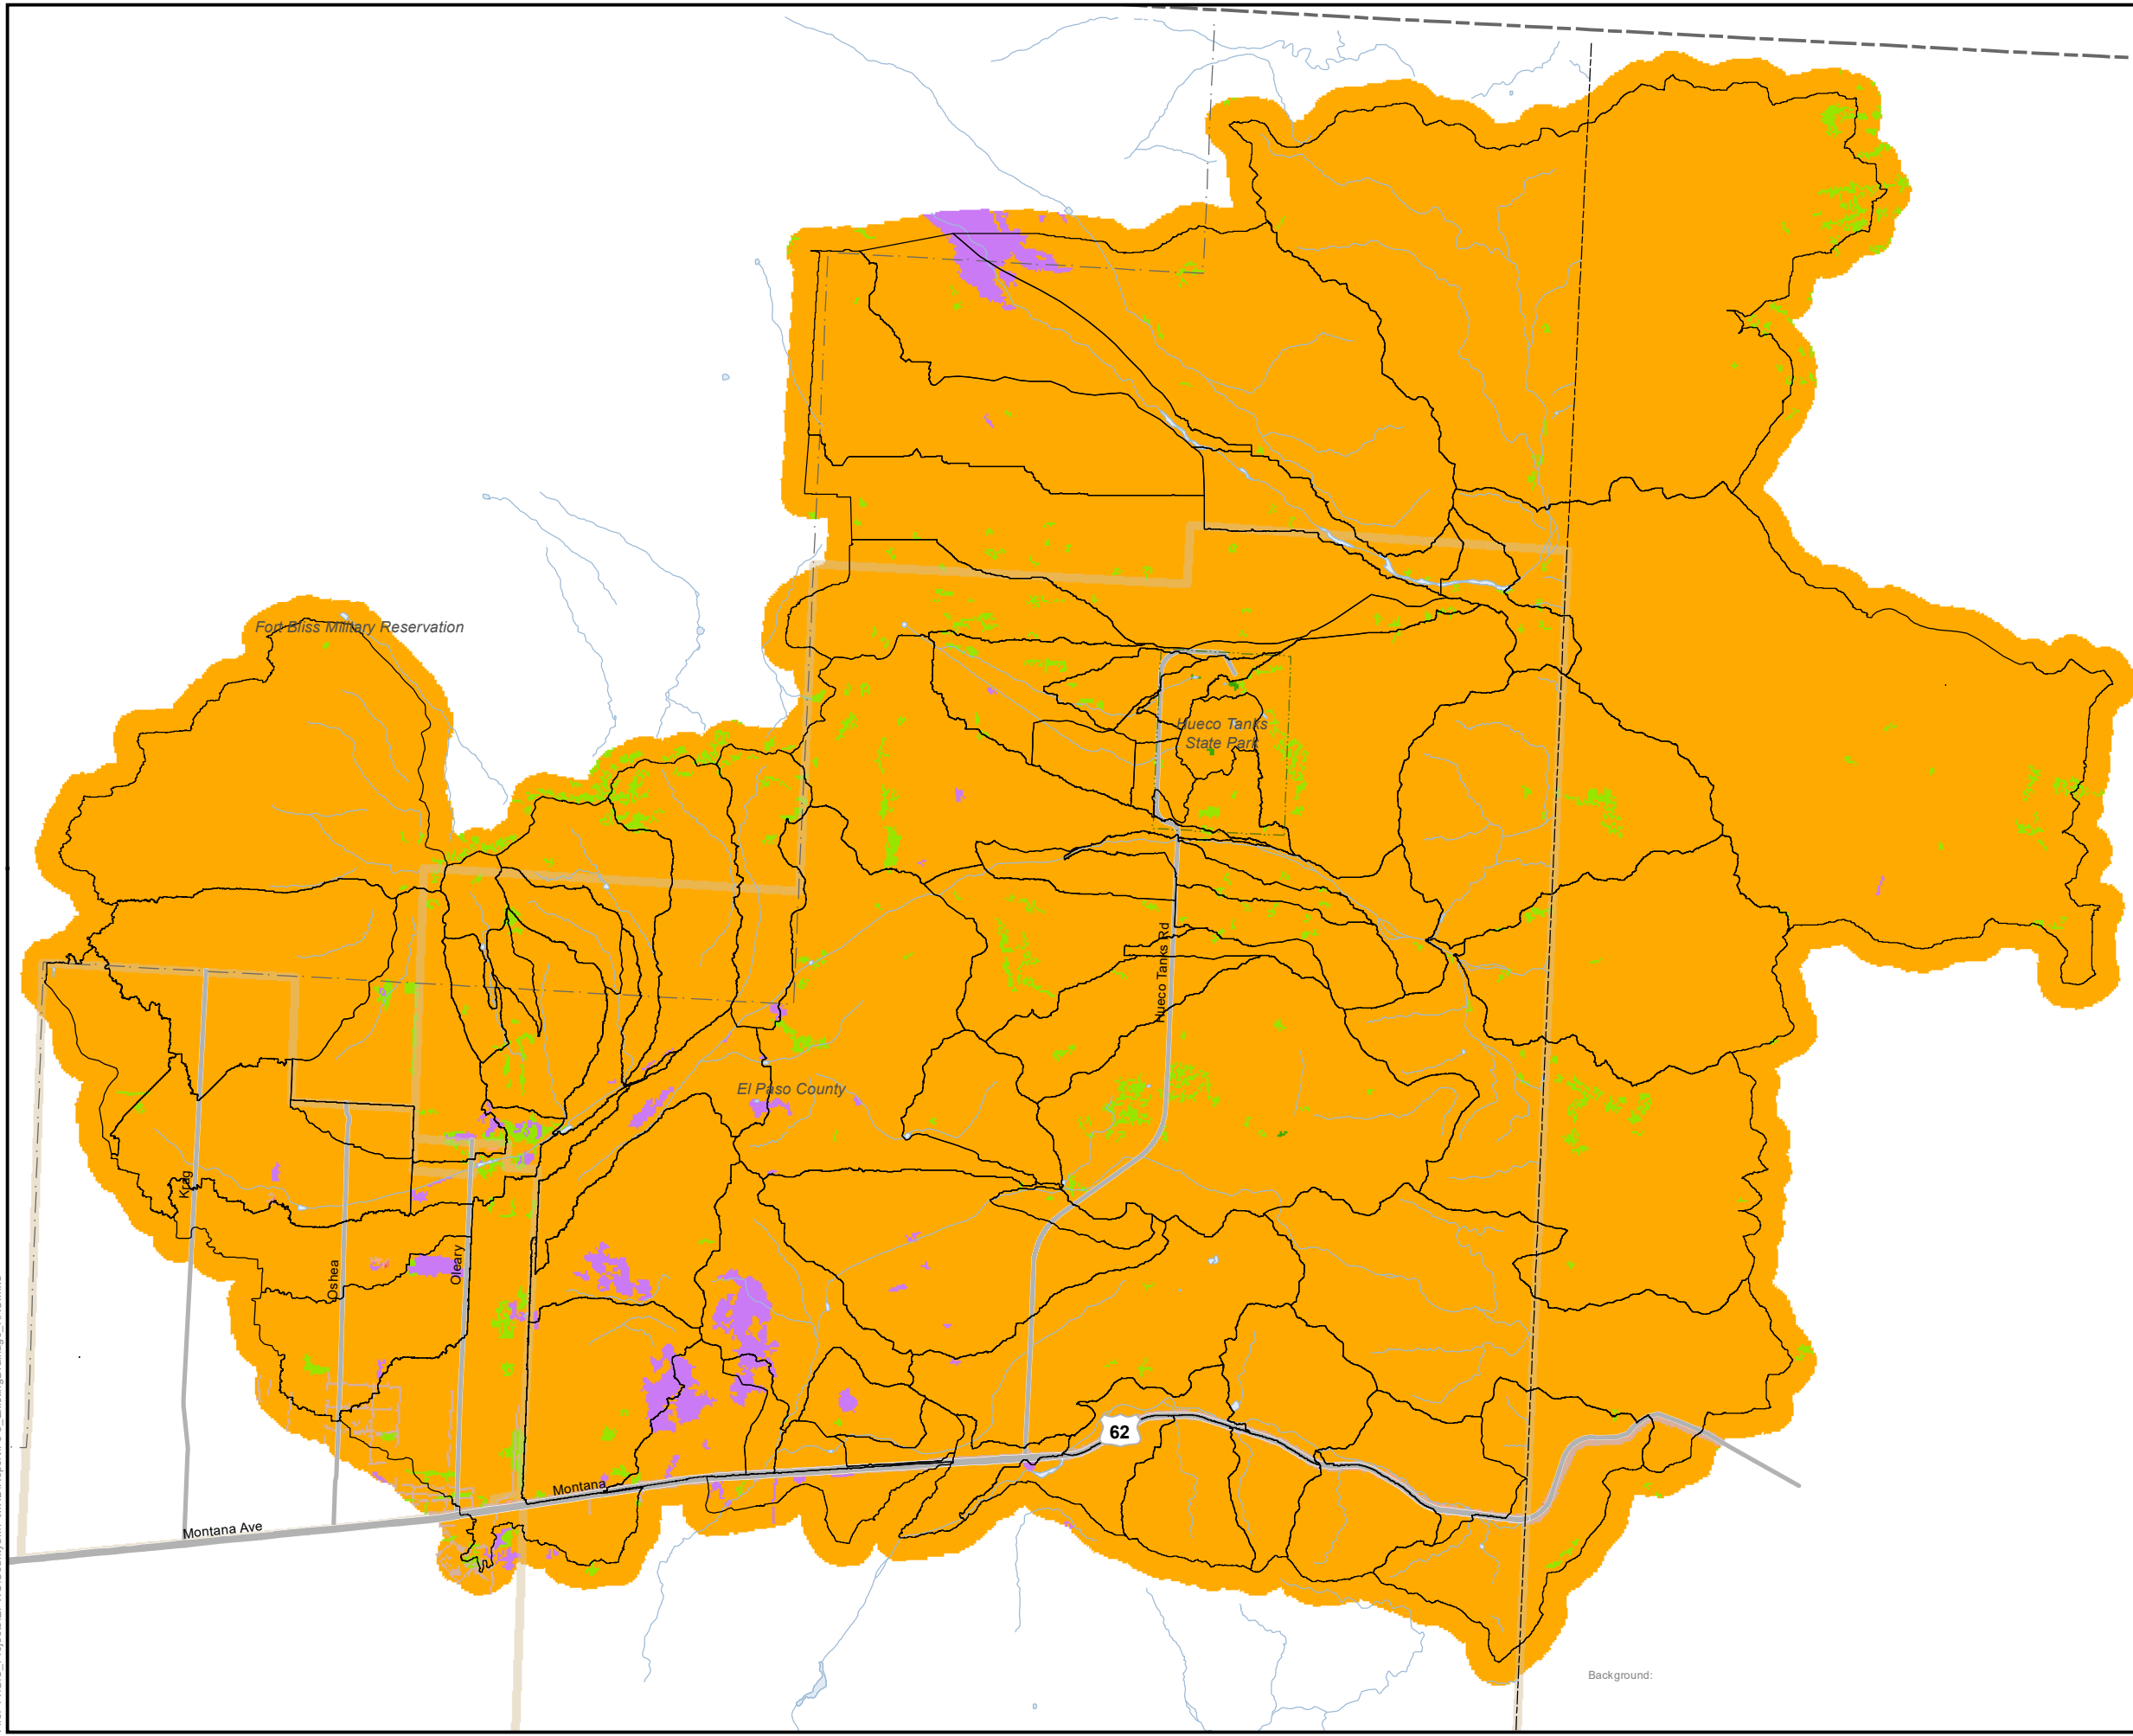 Fort Bliss Military Reservation
Hueco Tanks
State Park
Hueco Tanks Rd
El Paso County
Krag
Oshea
Oleary
62
Montana
Montana Ave
Background: